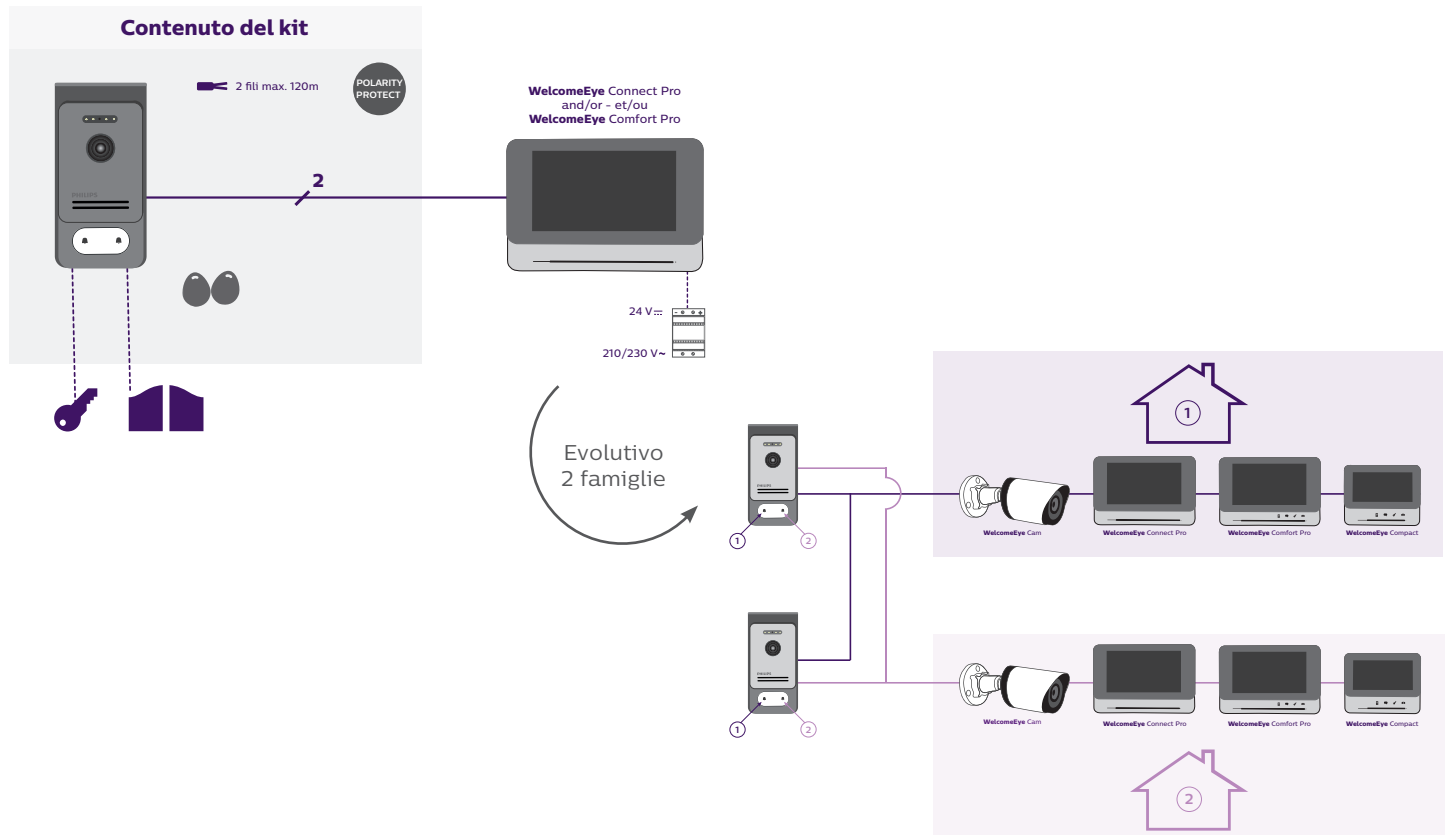 Contenuto del kit
2 fili max. 120m
POLARITY
PROTECT
WelcomeEye Connect Pro
and/or - et/ou
WelcomeEye Comfort Pro
PHILIPS
2
24 V
210/230 V~
Evolutivo
2 famiglie
1
PHILIPS
1
2
WelcomeEye Cam
WelcomeEye Connect Pro
WelcomeEye Comfort Pro
WelcomeEye Compact
PHILIPS
1
2
WelcomeEye Cam
WelcomeEye Connect Pro
WelcomeEye Comfort Pro
WelcomeEye Compact
2